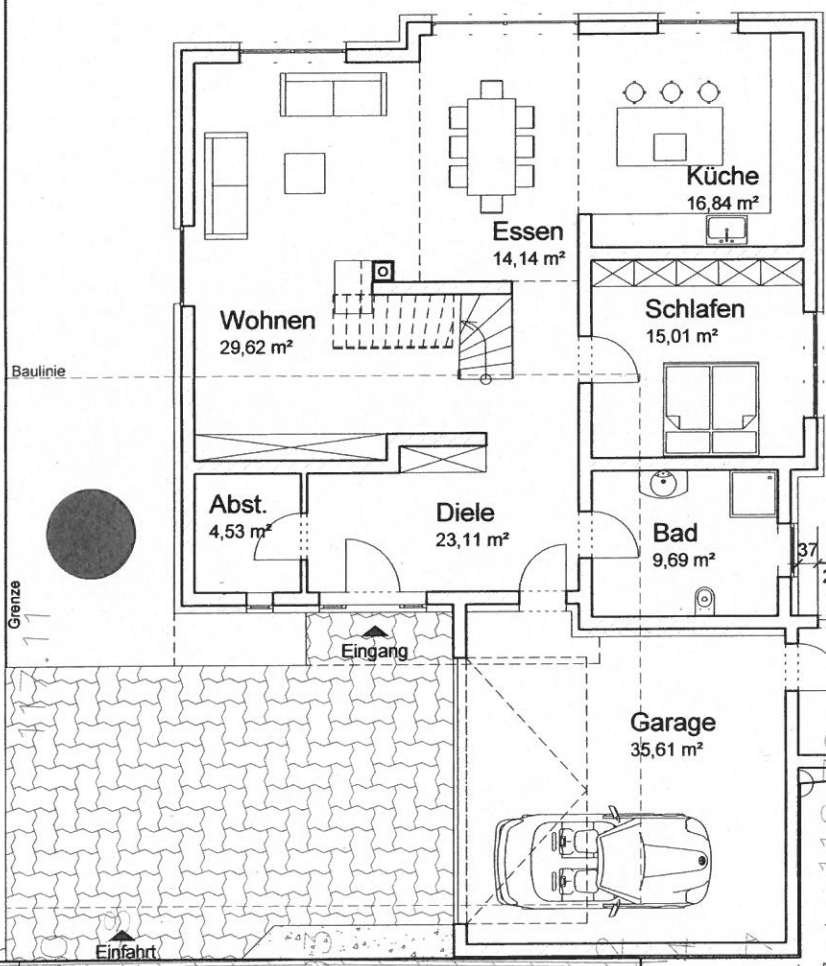 Küche
16,84 m²
Essen
14,14 m²
Schlafen
15,01 m²
Wohnen
29,62 m²
Baulinie
Abst.
4,53 m²
Diele
23,11 m²
Bad
9,69 m²
37
Grenze
Eingang
Garage
35,61 m²
Einfahrt